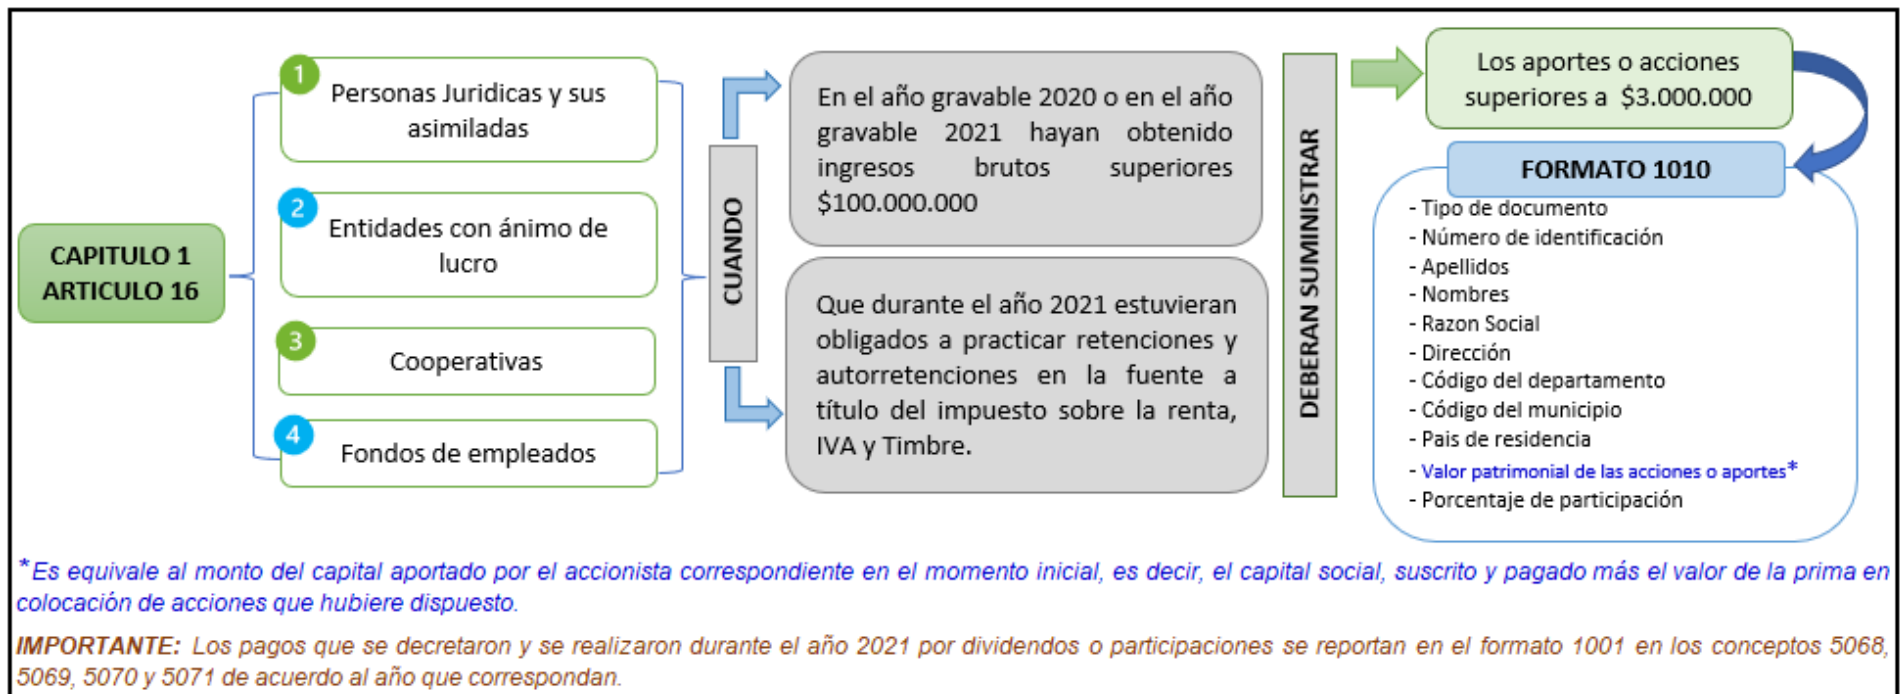 CAPITULO 1
ARTICULO 16
1
Personas Juridicas y sus
asimiladas
2
Entidades con ánimo de
lucro
3
Cooperativas
4
Fondos de empleados
CUANDO
En el año gravable 2020 o en el año
gravable 2021 hayan obtenido
ingresos brutos superiores
$100.000.000
Que durante el año 2021 estuvieran
obligados a practicar retenciones y
autorretenciones en la fuente a
título del impuesto sobre la renta,
IVA y Timbre.
DEBERAN SUMINISTRAR
Los aportes o acciones
superiores a $3.000.000
FORMATO 1010
- Tipo de documento
- Número de identificación
- Apellidos
- Nombres
- Razon Social
- Dirección
- Código del departamento
- Código del municipio
- Pais de residencia
- Valor patrimonial de las acciones o aportes*
- Porcentaje de participación
*Es equivale al monto del capital aportado por el accionista correspondiente en el momento inicial, es decir, el capital social, suscrito y pagado más el valor de la prima en
colocación de acciones que hubiere dispuesto.
IMPORTANTE: Los pagos que se decretaron y se realizaron durante el año 2021 por dividendos o participaciones se reportan en el formato 1001 en los conceptos 5068,
5069, 5070 y 5071 de acuerdo al año que correspondan.